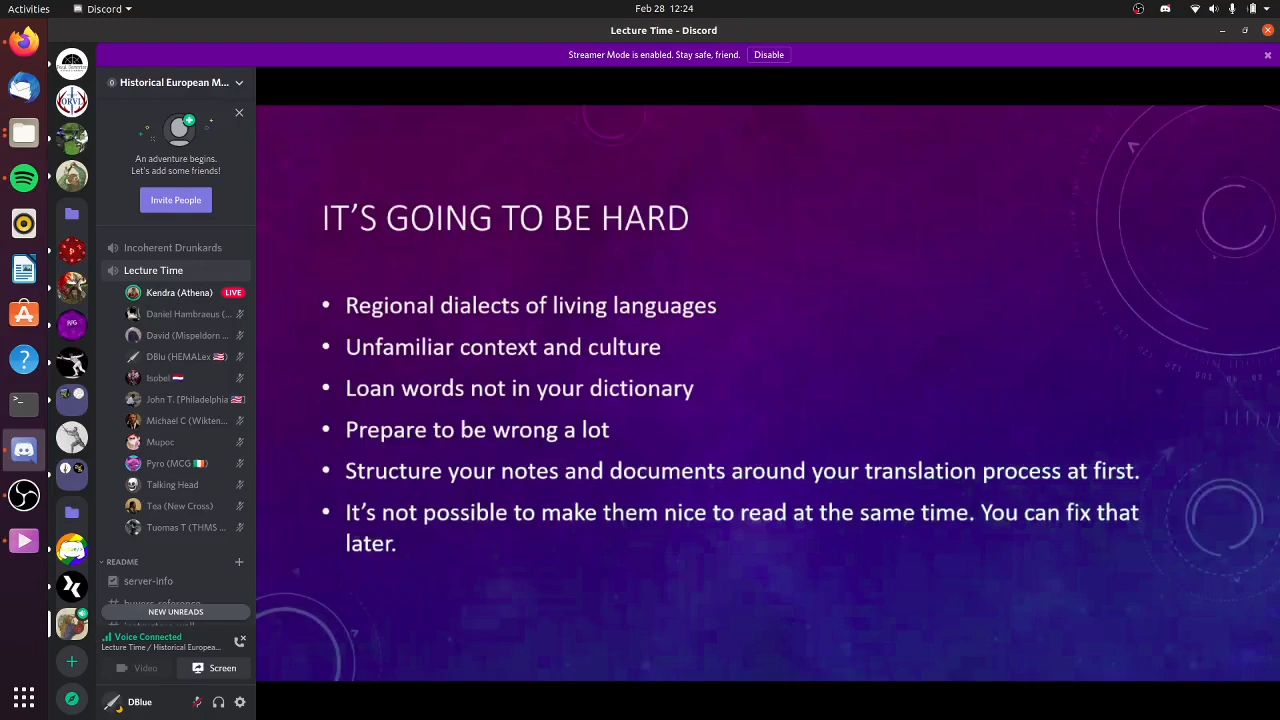 Activities
Discord
Feb 28 12:24
Lecture Time - Discord
Streamer Mode is enabled. Stay safe, friend.
Disable
Historical European M...
An adventure begins.
Let's add some friends!
Invite People
Incoherent Drunkards
Lecture Time
Kendra (Athena) LIVE
Daniel Hambraeus (...
David (Mispeldorn ...
DBlu (HEMALex
Isobel
John T. [Philadelphia
Michael C (Wikten...
Mupoc
Pyro (MCG
Talking Head
Tea (New Cross)
Tuomas T (THMS ...
README
server-info
NEW UNREADS
Voice Connected
Lecture Time / Historical Europea...
Video
Screen
DBlue
IT'S GOING TO BE HARD
• Regional dialects of living languages
• Unfamiliar context and culture
• Loan words not in your dictionary
• Prepare to be wrong a lot
• Structure your notes and documents around your translation process at first.
• It's not possible to make them nice to read at the same time. You can fix that
later.